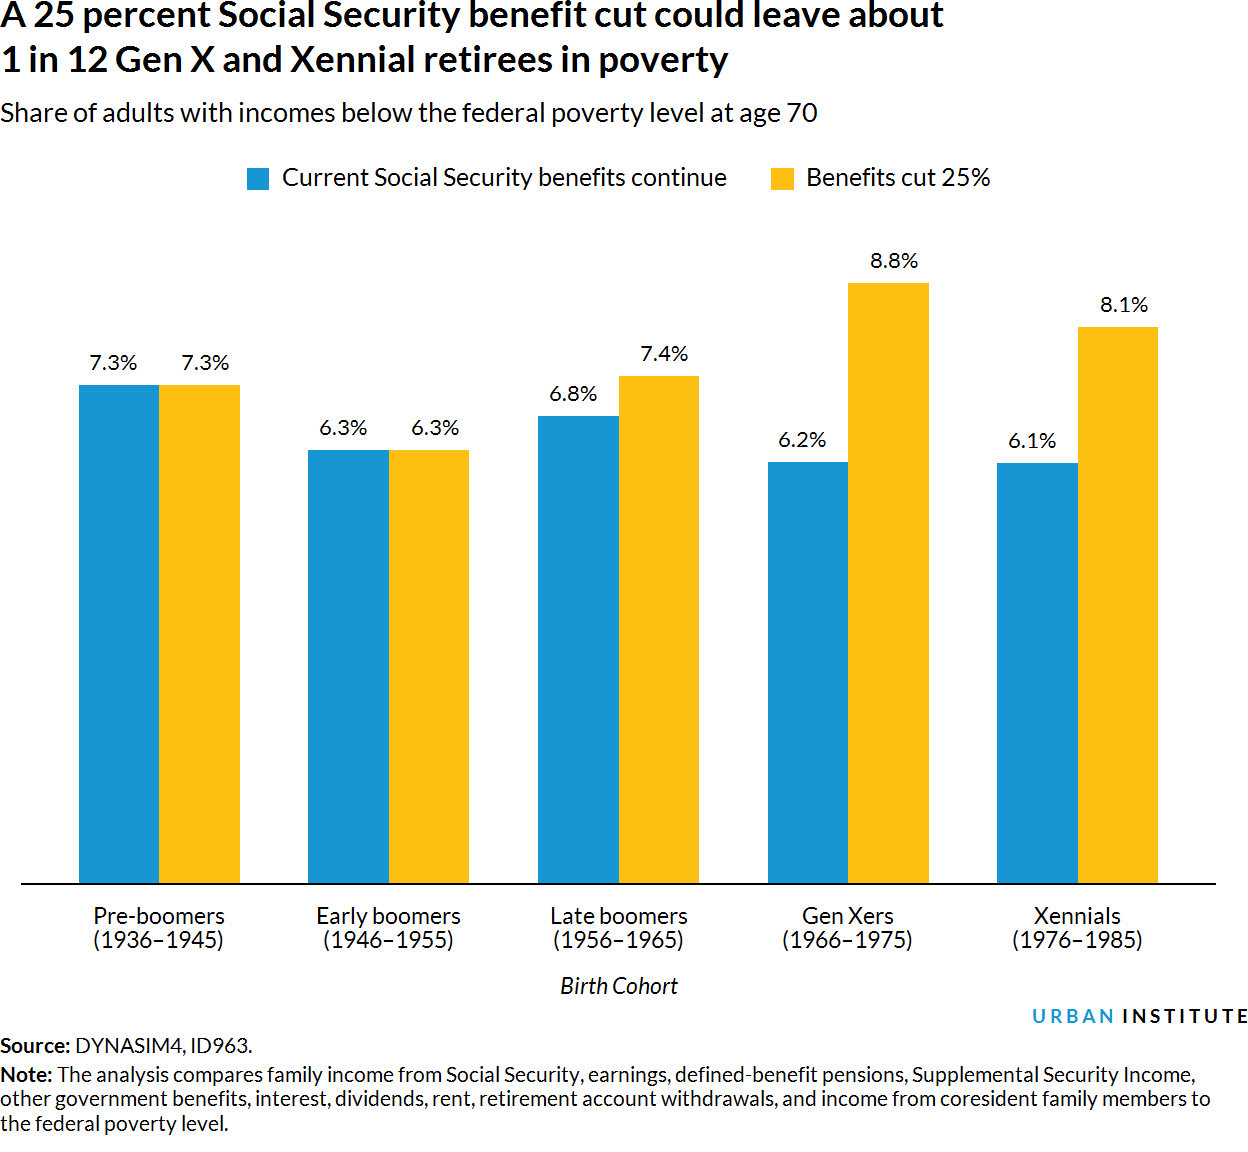 A 25 percent Social Security benefit cut could leave about
1 in 12 Gen X and Xennial retirees in poverty
Share of adults with incomes below the federal poverty level at age 70
Current Social Security benefits continue
Benefits cut 25%
7.3%
7.3%
6.3%
6.3%
6.8%
7.4%
6.2%
8.8%
6.1%
8.1%
Pre-boomers
(1936–1945)
Early boomers
(1946–1955)
Late boomers
(1956–1965)
Gen Xers
(1966–1975)
Xennials
(1976–1985)
Birth Cohort
URBAN INSTITUTE
Source: DYNASIM4, ID963.
Note: The analysis compares family income from Social Security, earnings, defined-benefit pensions, Supplemental Security Income,
other government benefits, interest, dividends, rent, retirement account withdrawals, and income from coresident family members to
the federal poverty level.